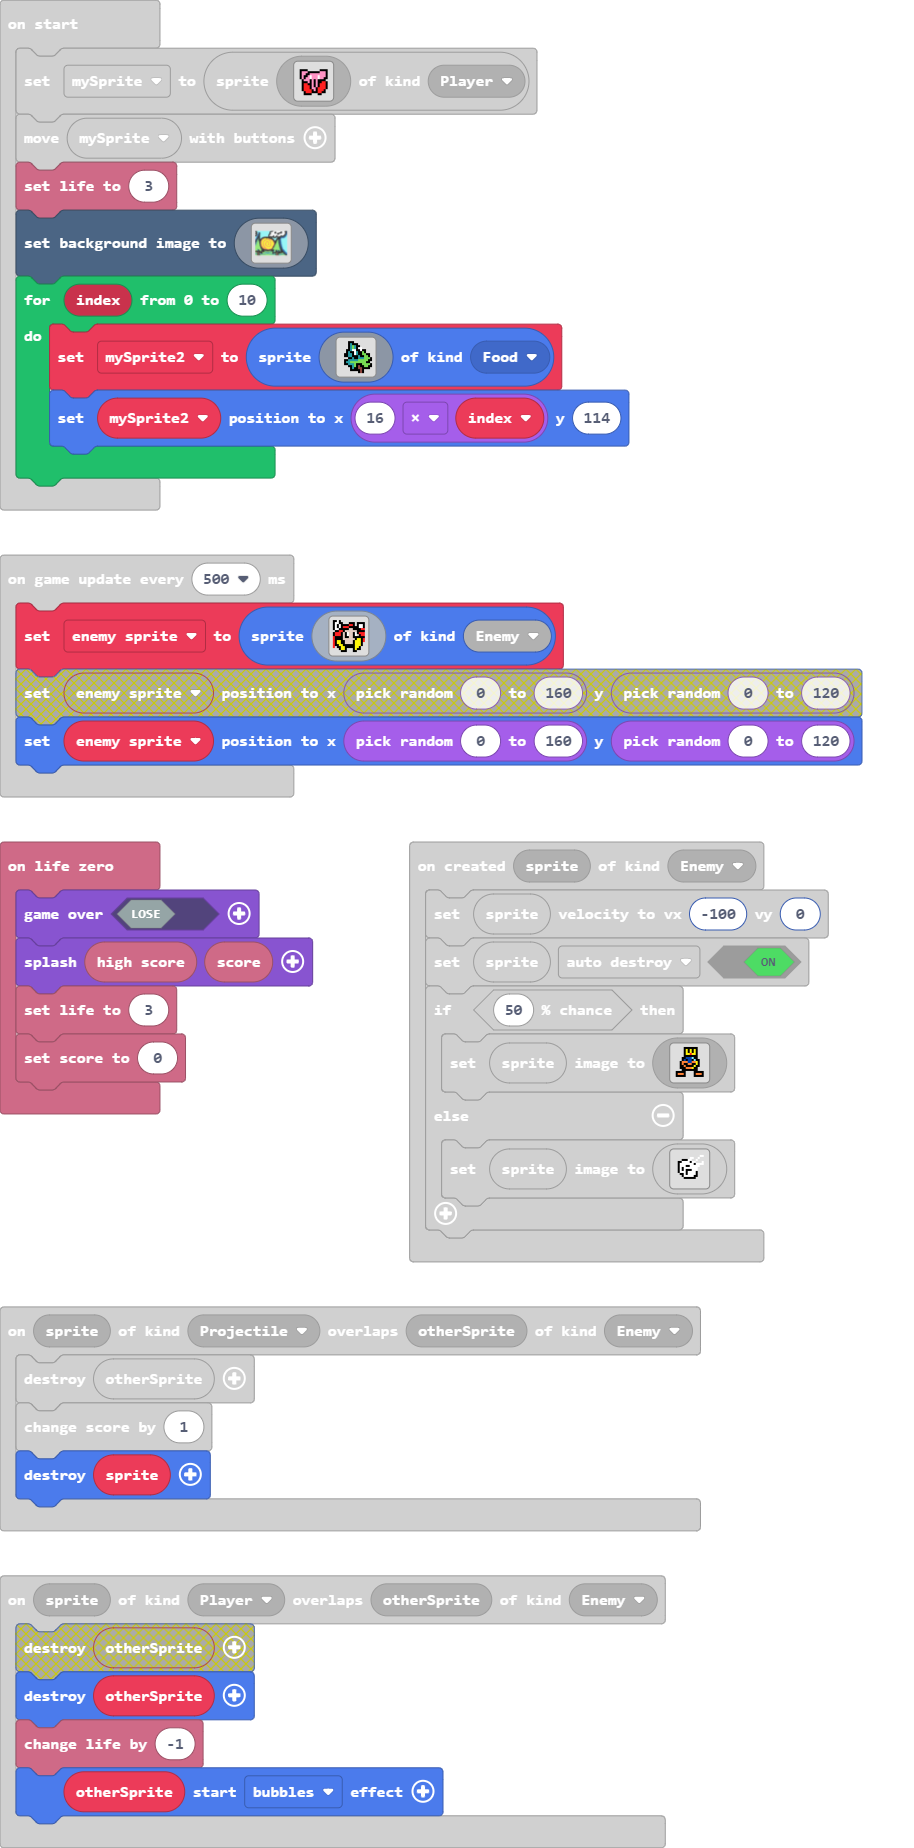 on start
set mySprite to sprite of kind Player
move mySprite with buttons
set life to 3
set background image to
for index from 0 to 10
do
set mySprite2 to sprite of kind Food
set mySprite2 position to x 16 × index y 114
on game update every 500 ms
set enemy sprite to sprite of kind Enemy
set enemy sprite position to x pick random 0 to 160 y pick random 0 to 120
set enemy sprite position to x pick random 0 to 160 y pick random 0 to 120
on life zero
game over LOSE
splash high score score
set life to 3
set score to 0
on created sprite of kind Enemy
set sprite velocity to vx -100 vy 0
set sprite auto destroy ON
if 50 % chance then
set sprite image to
else
set sprite image to
on sprite of kind Projectile overlaps otherSprite of kind Enemy
destroy otherSprite
change score by 1
destroy sprite
on sprite of kind Player overlaps otherSprite of kind Enemy
destroy otherSprite
destroy otherSprite
change life by -1
otherSprite start bubbles effect